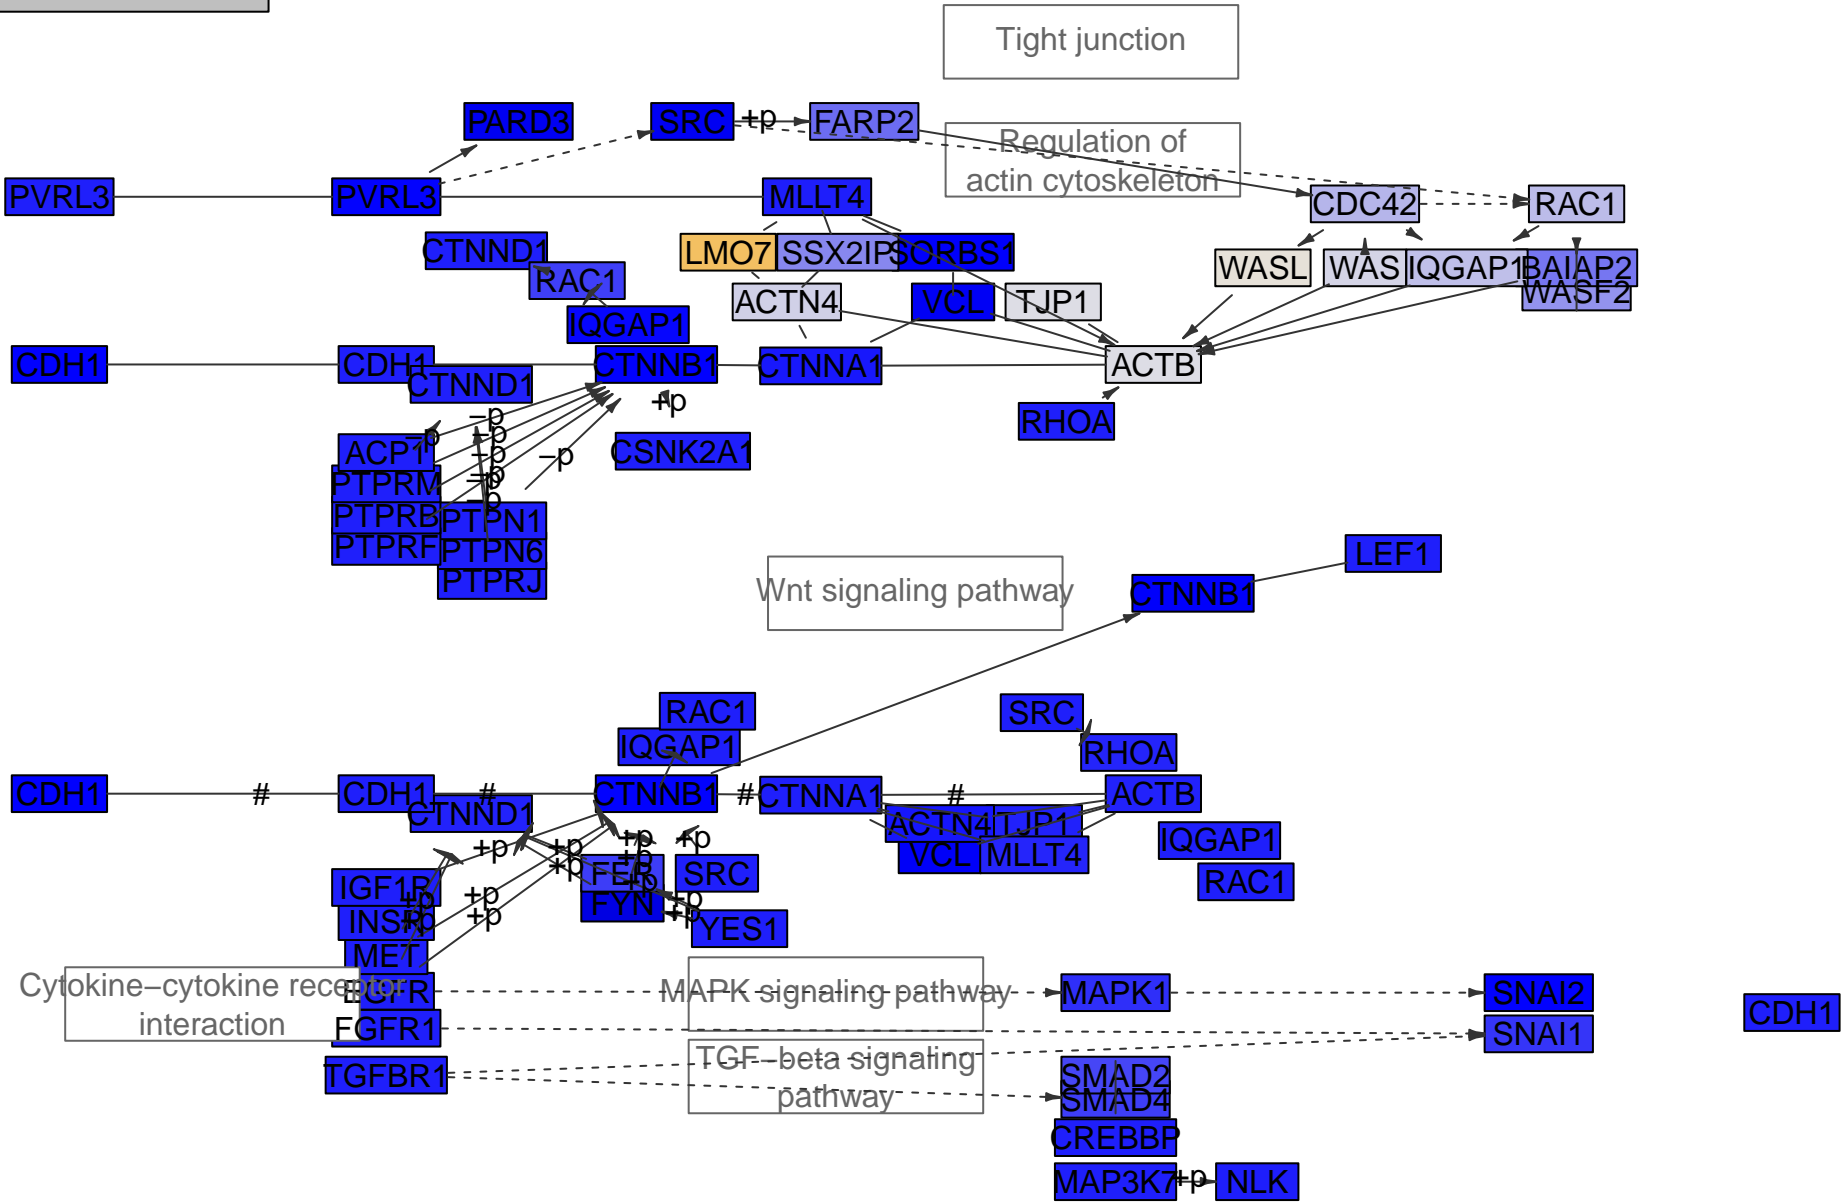 Tight junction
PARD3
SRC
+p
FARP2
Regulation of
actin cytoskeleton
PVRL3
PVRL3
MLLT4
CDC42
RAC1
CTNND1
LMO7
SSX2IP
SORBS1
WASL
WAS
IQGAP1
BAIAP2
RAC1
WASF2
ACTN4
VCL
TJP1
IQGAP1
CDH1
CDH1
CTNNB1
CTNNA1
ACTB
CTNND1
+p
RHOA
–p
–p
–p
ACP1
–p
–p
CSNK2A1
–p
PTPRM
–p
–p
PTPRB
PTPN1
PTPRF
PTPN6
LEF1
PTPRJ
Wnt signaling pathway
CTNNB1
RAC1
SRC
IQGAP1
RHOA
CDH1
#
CDH1
#
CTNNB1
#
CTNNA1
#
ACTB
CTNND1
ACTN4
TJP1
+p
+p
+p
+p
IQGAP1
+p
VCL
MLLT4
+p
FER
SRC
RAC1
IGF1R
+p
+p
+p
+p
FYN
+p
INSR
+p
+p
+p
YES1
MET
Cytokine–cytokine receptor
interaction
EGFR
MAPK signaling pathway
MAPK1
SNAI2
CDH1
FGFR1
SNAI1
TGF–beta signaling
pathway
TGFBR1
SMAD2
SMAD4
CREBBP
MAP3K7
+p
NLK